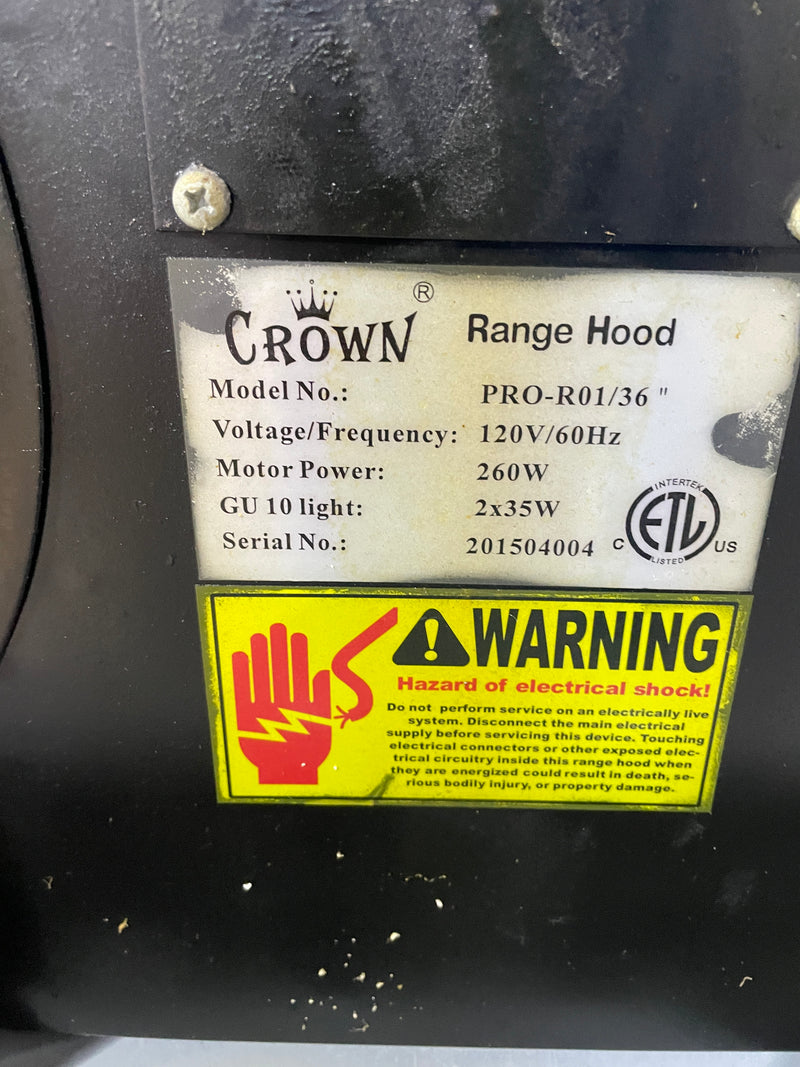 CROWN ® Range Hood
Model No.: PRO-R01/36 "
Voltage/Frequency: 120V/60Hz
Motor Power: 260W
GU 10 light: 2x35W
Serial No.: 201504004
INTERTEK
C ETL US
LISTED
WARNING
Hazard of electrical shock!
Do not perform service on an electrically live
system. Disconnect the main electrical
supply before servicing this device. Touching
electrical connectors or other exposed elec-
trical circuitry inside this range hood when
they are energized could result in death, se-
rious bodily injury, or property damage.